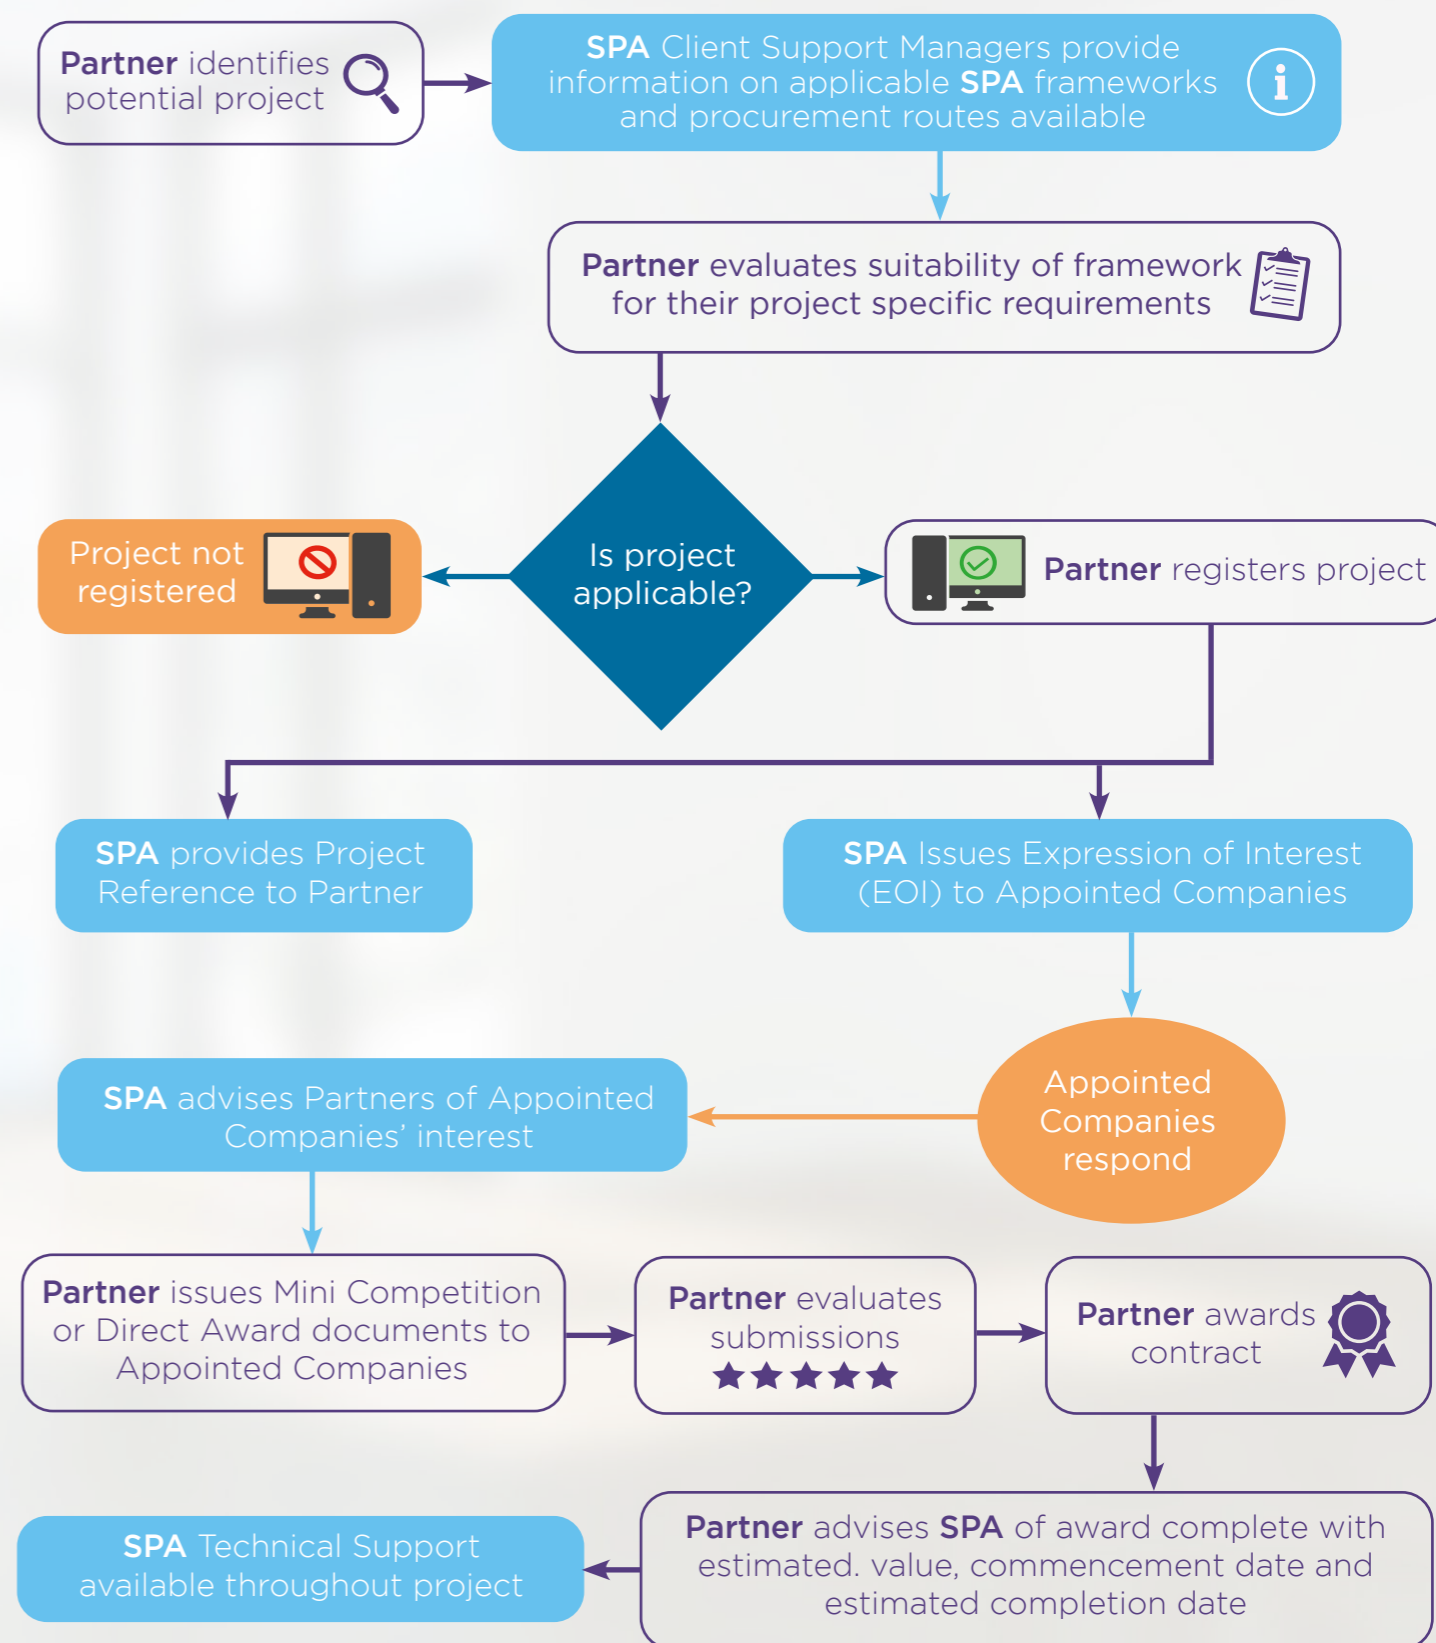 Partner identifies
potential project
SPA Client Support Managers provide
information on applicable SPA frameworks
and procurement routes available
Partner evaluates suitability of framework
for their project specific requirements
Is project
applicable?
Project not
registered
Partner registers project
SPA provides Project
Reference to Partner
SPA Issues Expression of Interest
(EOI) to Appointed Companies
Appointed
Companies
respond
SPA advises Partners of Appointed
Companies’ interest
Partner issues Mini Competition
or Direct Award documents to
Appointed Companies
Partner evaluates
submissions
Partner awards
contract
Partner advises SPA of award complete with
estimated. value, commencement date and
estimated completion date
SPA Technical Support
available throughout project